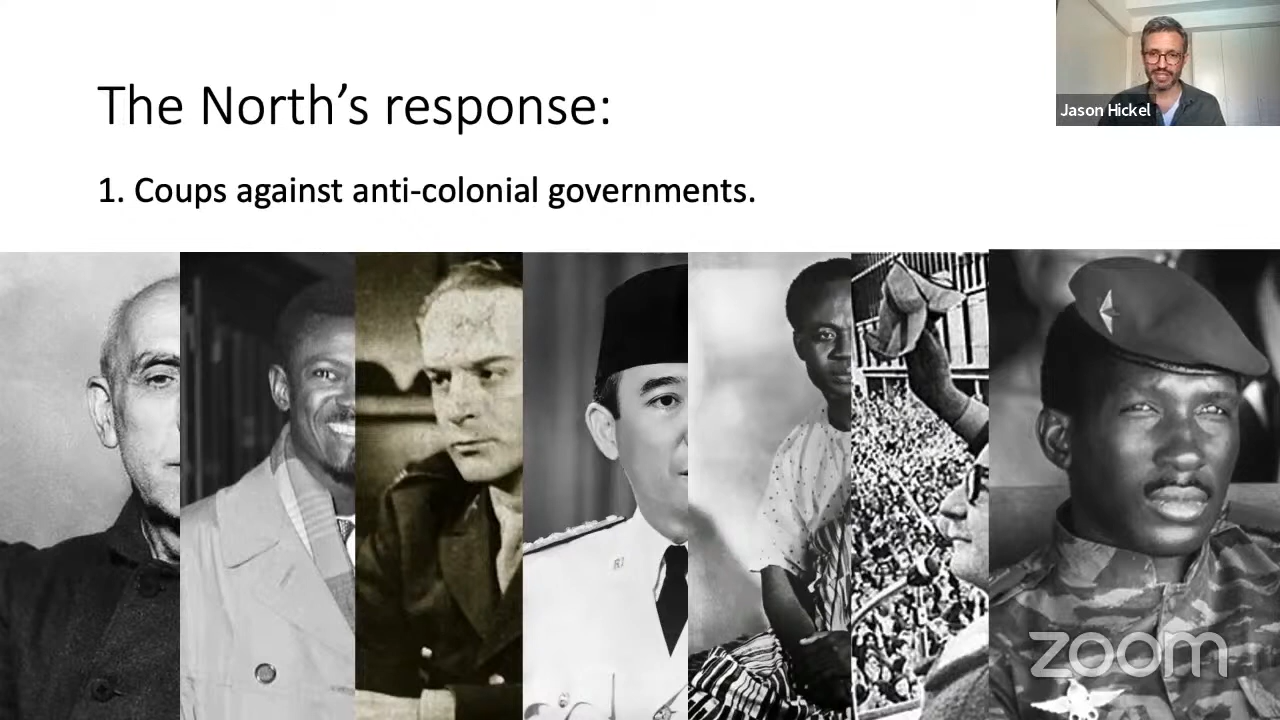 The North's response:
Jason Hickel
1. Coups against anti-colonial governments.
zoom